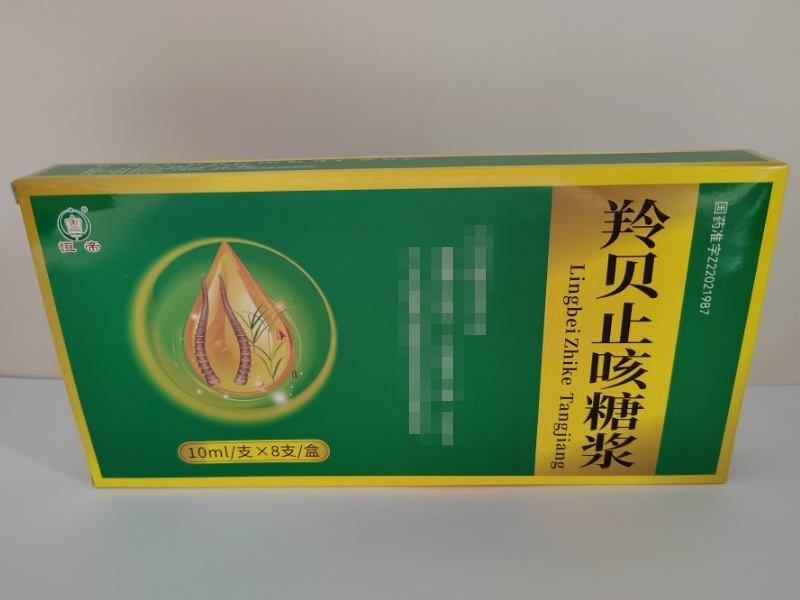 恒帝
10ml/支×8支/盒
羚贝止咳糖浆
Lingbei Zhike Tangjiang
国药准字Z22021987